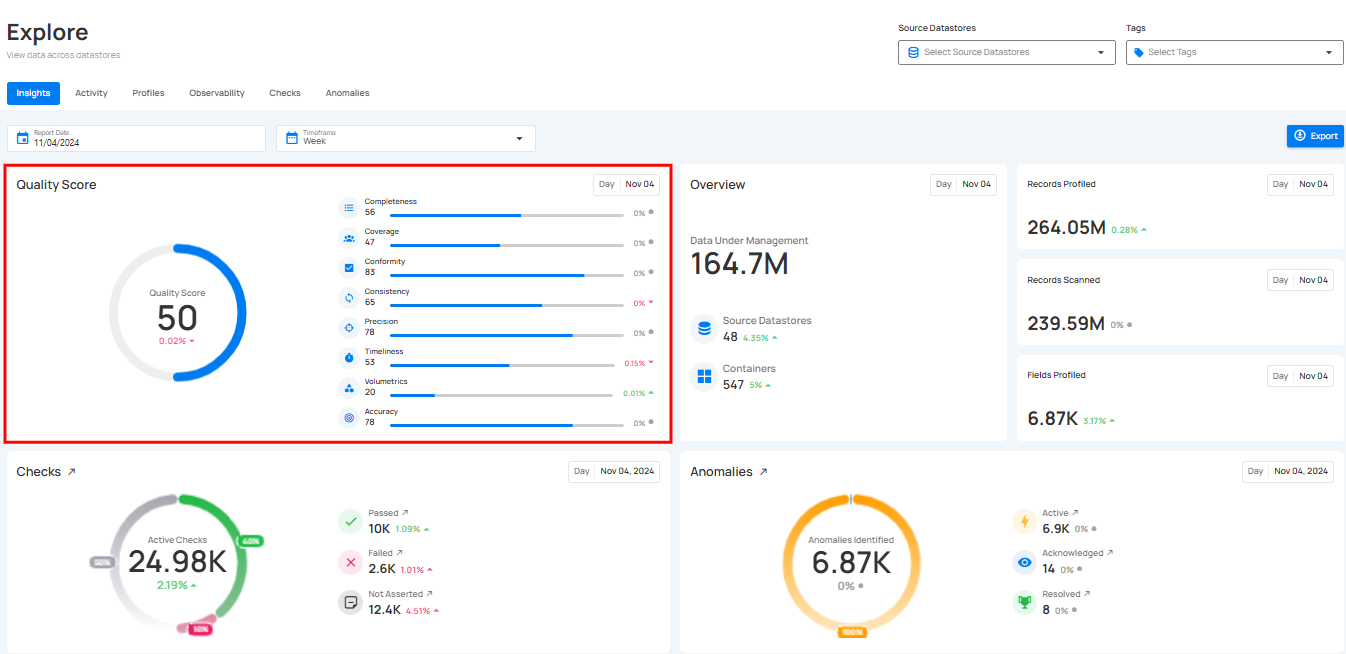 Explore
View data across datastores
Source Datastores
Select Source Datastores
Tags
Select Tags
Insights Activity Profiles Observability Checks Anomalies
Report Date
11/04/2024
Timeframe
Week
Export
Quality Score
Day Nov 04
Quality Score
50
0.02%
Completeness
56 0%
Coverage
47 0%
Conformity
83 0%
Consistency
65 0%
Precision
78 0%
Timeliness
53 0.15%
Volumetrics
20 0.01%
Accuracy
78 0%
Overview
Day Nov 04
Data Under Management
164.7M
Source Datastores
48 4.35%
Containers
547 5%
Records Profiled
Day Nov 04
264.05M 0.28%
Records Scanned
Day Nov 04
239.59M 0%
Fields Profiled
Day Nov 04
6.87K 3.17%
Checks
Day Nov 04, 2024
Active Checks
24.98K
2.19%
40%
50%
10%
Passed
10K 1.09%
Failed
2.6K 1.01%
Not Asserted
12.4K 4.51%
Anomalies
Day Nov 04, 2024
Anomalies Identified
6.87K
0%
100%
Active
6.9K 0%
Acknowledged
14 0%
Resolved
8 0%